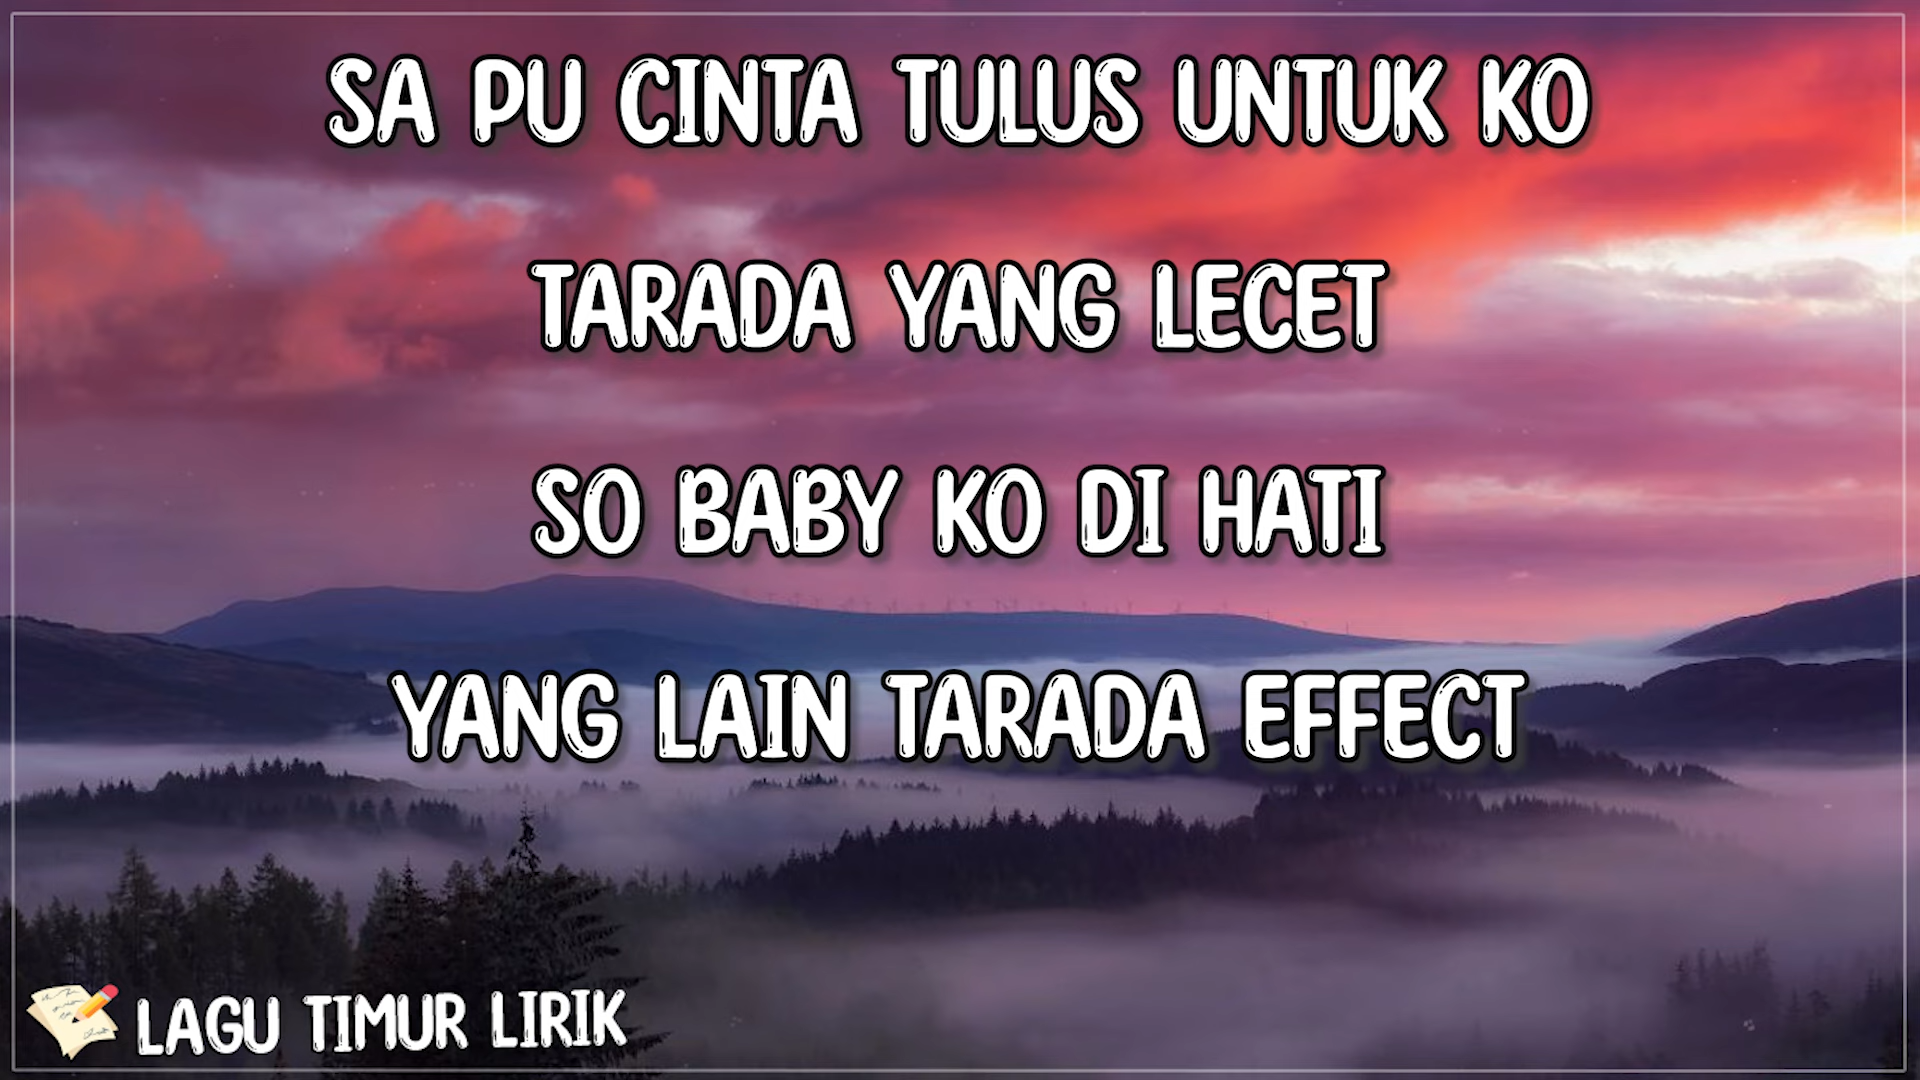 SA PU CINTA TULUS UNTUK KO
TARADA YANG LECET
SO BABY KO DI HATI
YANG LAIN TARADA EFFECT
LAGU TIMUR LIRIK